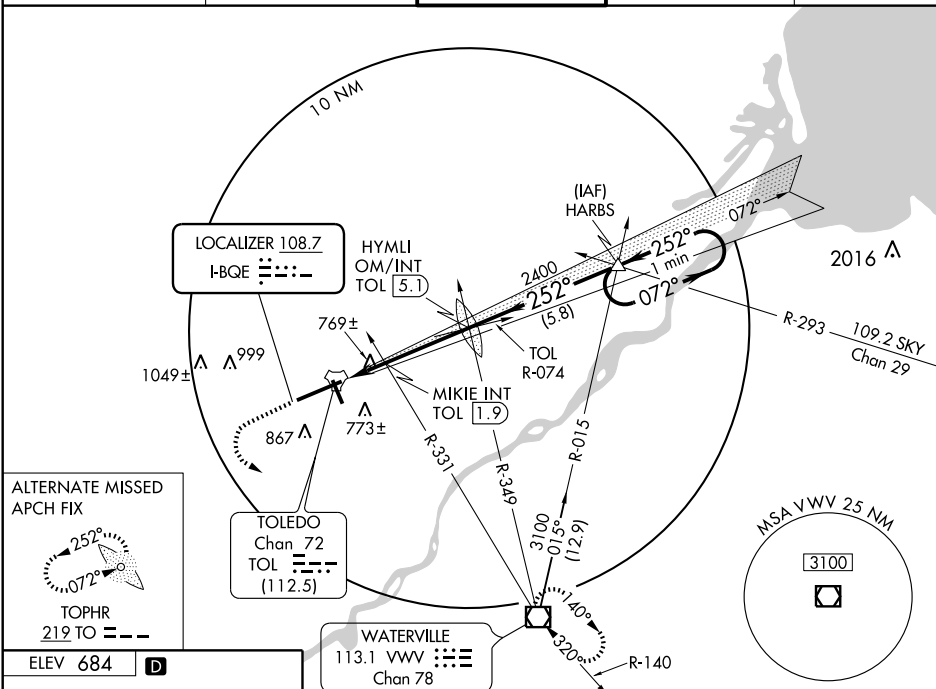 10 NM
(IAF)
HARBS
072°
LOCALIZER 108.7
I-BQE
HYMLI
OM/INT
TOL 5.1
252°
1 min
072°
2016
2400
252°
(5.8)
R-293
109.2 SKY
Chan 29
769±
TOL
R-074
1049±
999
MIKIE INT
TOL 1.9
867
773±
R-331
R-349
R-015
ALTERNATE MISSED
APCH FIX
252°
072°
TOPHR
219 TO
TOLEDO
Chan 72
TOL
(112.5)
3100
015°
(12.9)
MSA VWV 25 NM
3100
140°
320°
R-140
WATERVILLE
113.1 VWV
Chan 78
ELEV 684 D